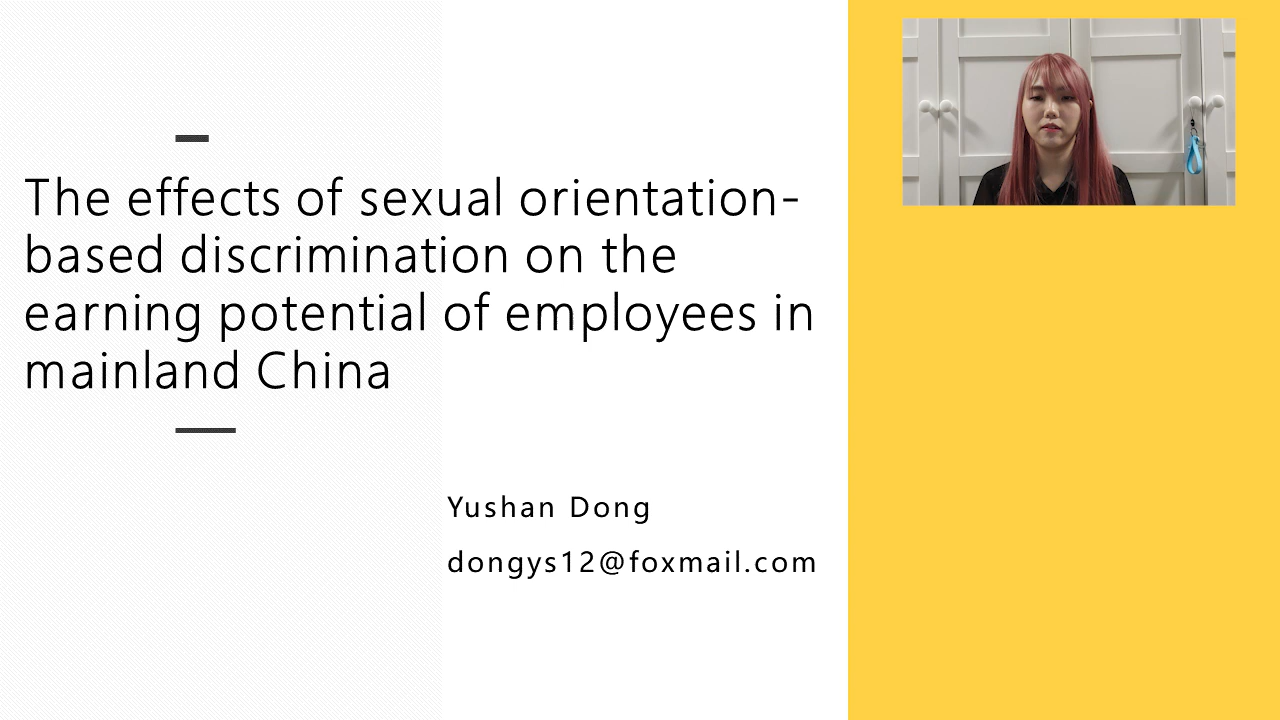 The effects of sexual orientation-
based discrimination on the
earning potential of employees in
mainland China
Yushan Dong
dongys12@foxmail.com